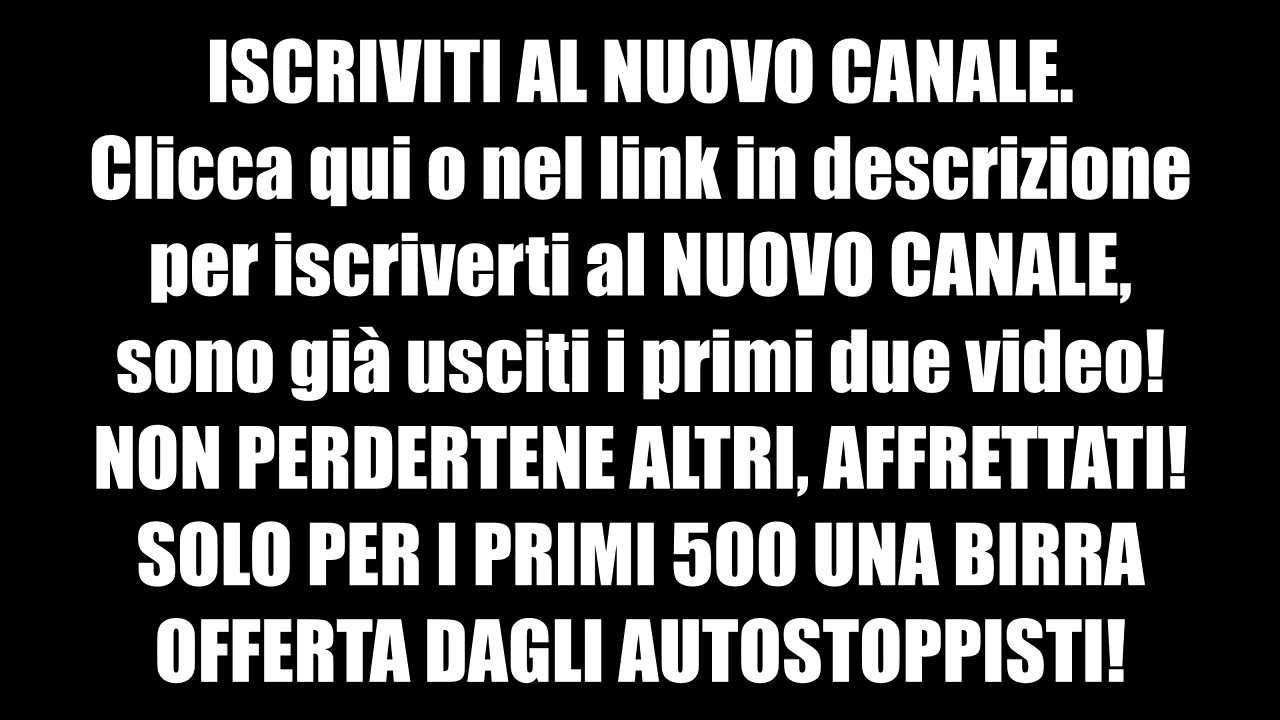 ISCRIVITI AL NUOVO CANALE.
Clicca qui o nel link in descrizione
per iscriverti al NUOVO CANALE,
sono già usciti i primi due video!
NON PERDERTENE ALTRI, AFFRETTATI!
SOLO PER I PRIMI 500 UNA BIRRA
OFFERTA DAGLI AUTOSTOPPISTI!